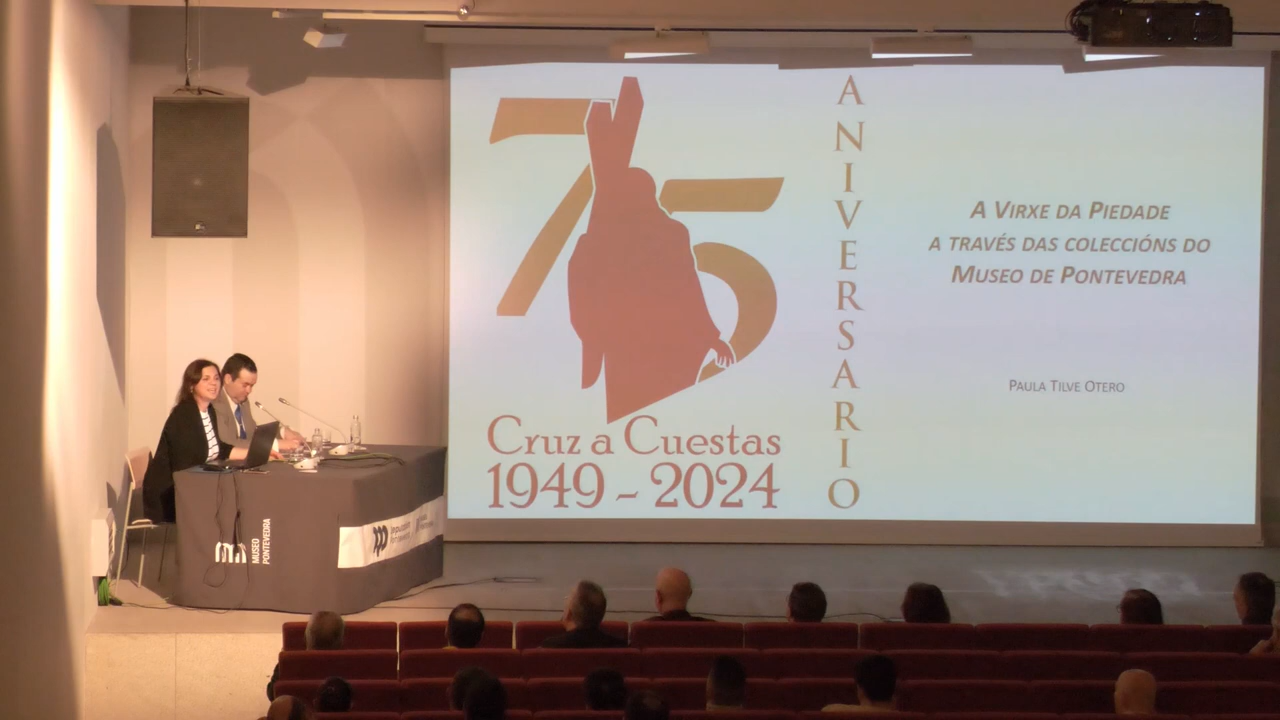 75
ANIVERSARIO
Cruz a Cuestas
1949 - 2024
A VIRXE DA PIEDADE
A TRAVÉS DAS COLECCIÓNS DO
MUSEO DE PONTEVEDRA
PAULA TILVE OTERO
MUSEO
PONTEVEDRA